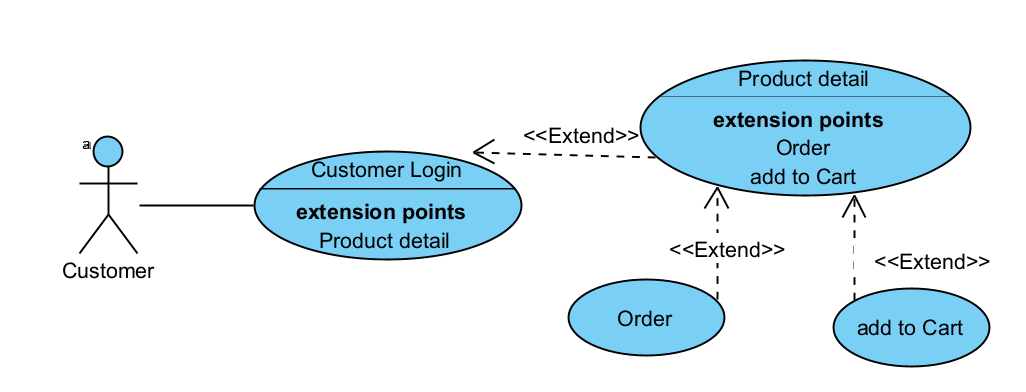 Product detail
extension points
Order
add to Cart
<<Extend>>
a
Customer Login
extension points
Product detail
Customer
<<Extend>>
<<Extend>>
Order
add to Cart